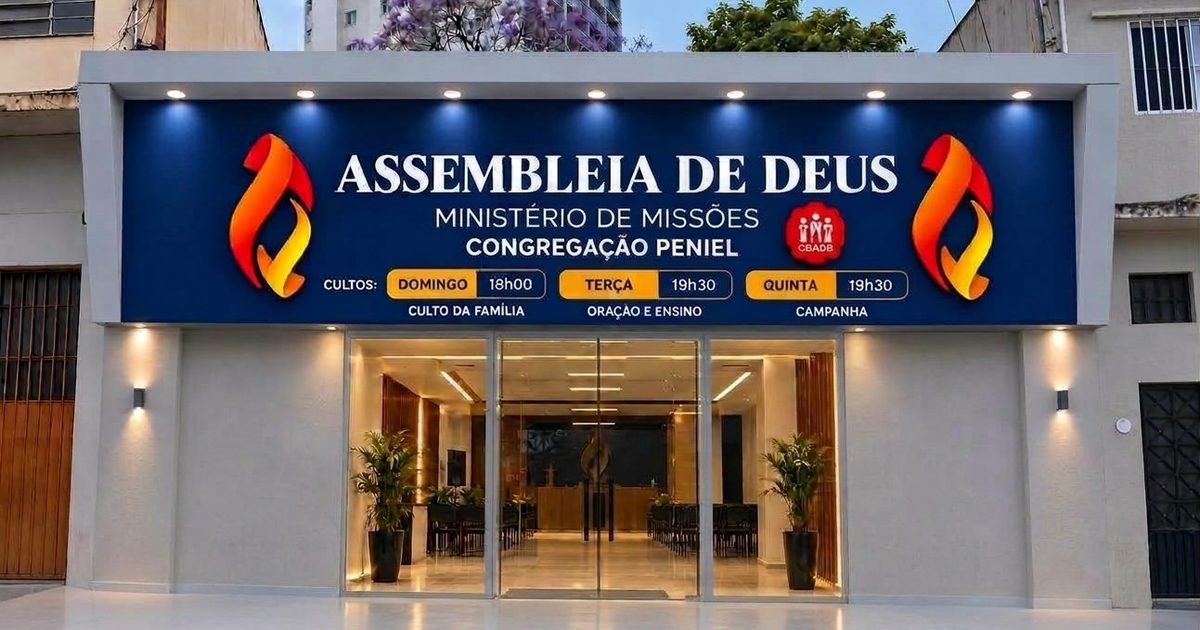 ASSEMBLEIA DE DEUS
MINISTÉRIO DE MISSÕES
CONGREGAÇÃO PENIEL
CBADB
CULTOS: DOMINGO 18h00 TERÇA 19h30 QUINTA 19h30
CULTO DA FAMÍLIA ORAÇÃO E ENSINO CAMPANHA